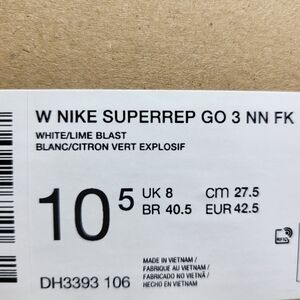 W NIKE SUPERREP GO 3 NN FK
WHITE/LIME BLAST
BLANC/CITRON VERT EXPLOSIF
10 5
UK 8
CM 27.5
BR 40.5
EUR 42.5
MADE IN VIETNAM /
FABRIQUE AU VIETNAM /
FABRICADO NO VIETNÃ /
HECHO EN VIETNAM
DH3393 106